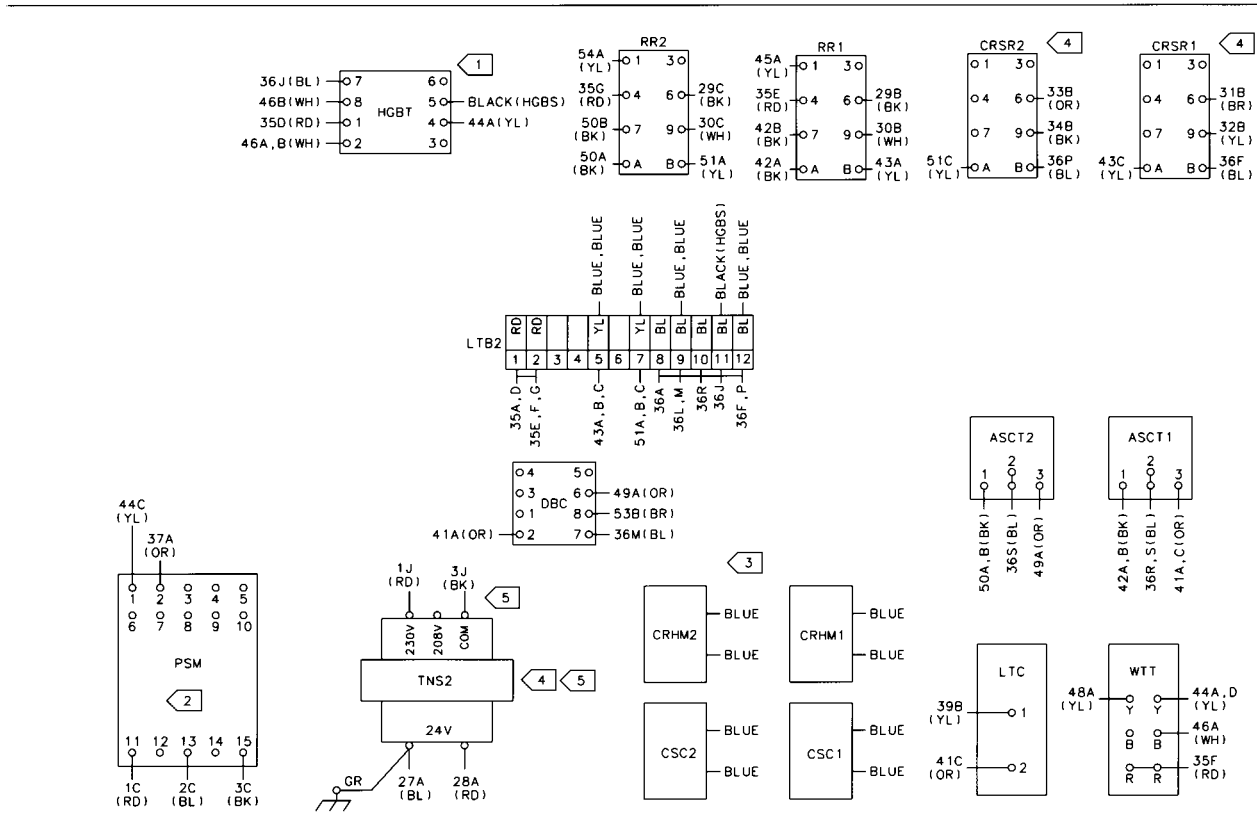 HGBT
1
36J(BL) 7 6
46B(WH) 8 5 BLACK(HGBS)
35D(RD) 1 4 44A(YL)
46A,B(WH) 2 3
RR2
54A (YL) 1 3
35G (RD) 4 6 29C (BK)
50B (BK) 7 9 30C (WH)
50A (BK) A B 51A (YL)
RR1
45A (YL) 1 3
35E (RD) 4 6 29B (BK)
42B (BK) 7 9 30B (WH)
42A (BK) A B 43A (YL)
CRSR2 4
1 3
4 6 33B (OR)
7 9 34B (BK)
51C (YL) A B 36P (BL)
CRSR1 4
1 3
4 6 31B (BR)
7 9 32B (YL)
43C (YL) A B 36F (BL)
BLUE,BLUE
BLUE,BLUE
BLUE,BLUE
BLACK(HGBS)
BLUE,BLUE
LTB2
RD RD YL YL BL BL BL BL BL
1 2 3 4 5 6 7 8 9 10 11 12
35A,D
35E,F,G
43A,B,C
51A,B,C
36A
36L,M
36R
36J
36F,P
4 5
3 DBC 6 49A(OR)
1 8 53B(BR)
41A(OR) 2 7 36M(BL)
ASCT2
1 2 3
50A,B(BK)
36S(BL)
49A(OR)
ASCT1
1 2 3
42A,B(BK)
36R,S(BL)
41A,C(OR)
44C
(YL)
37A
(OR)
1 2 3 4 5
6 7 8 9 10
PSM
2
11 12 13 14 15
1C (RD)
2C (BL)
3C (BK)
1J (RD)
3J (BK)
5
230V 208V COM
TNS2 4 5
24V
GR
27A (BL)
28A (RD)
3
CRHM2
BLUE
BLUE
CRHM1
BLUE
BLUE
CSC2
BLUE
BLUE
CSC1
BLUE
BLUE
LTC
39B (YL) 1
41C (OR) 2
WTT
48A (YL) Y Y 44A,D (YL)
B B 46A (WH)
R R 35F (RD)